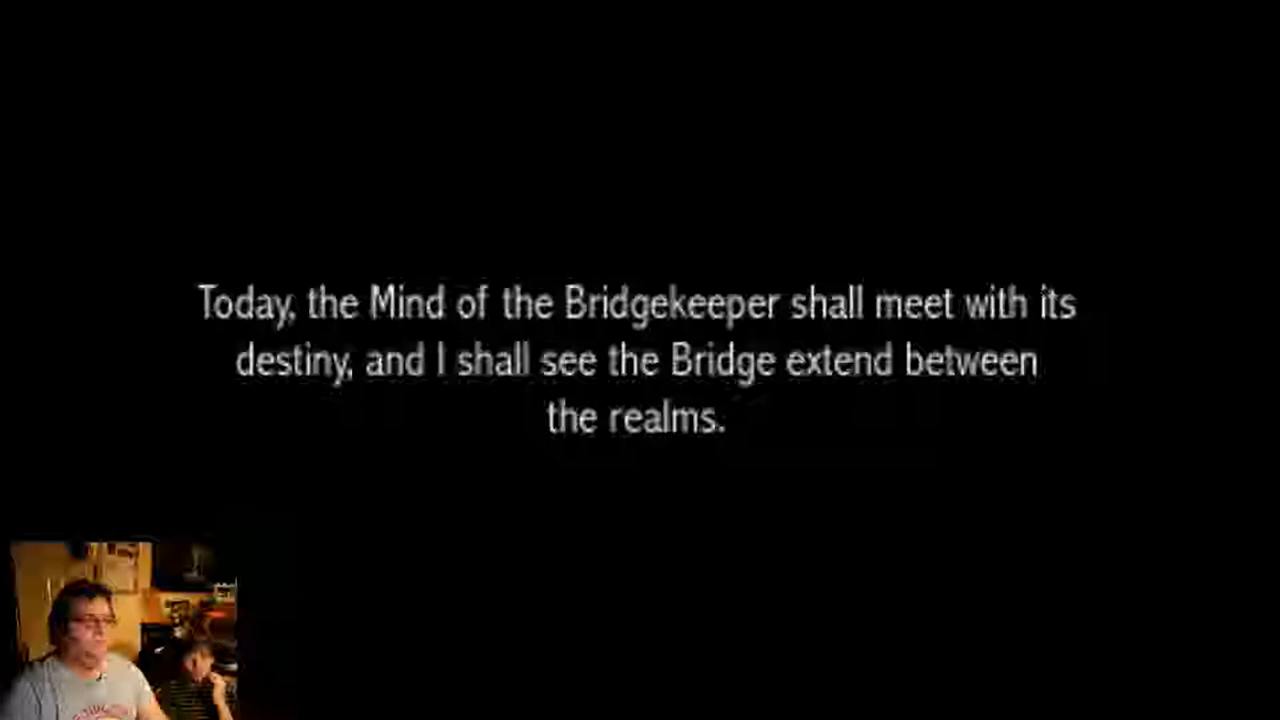 Today, the Mind of the Bridgekeeper shall meet with its
destiny, and I shall see the Bridge extend between
the realms.